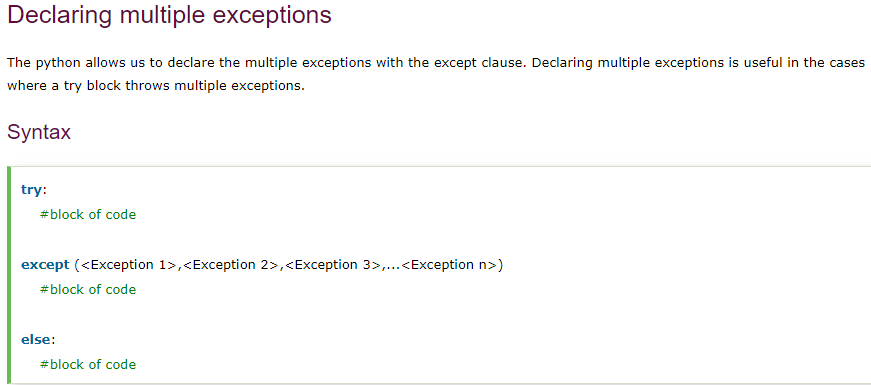 Declaring multiple exceptions
The python allows us to declare the multiple exceptions with the except clause. Declaring multiple exceptions is useful in the cases
where a try block throws multiple exceptions.
Syntax
try:
#block of code
except (<Exception 1>,<Exception 2>,<Exception 3>,...<Exception n>)
#block of code
else:
#block of code